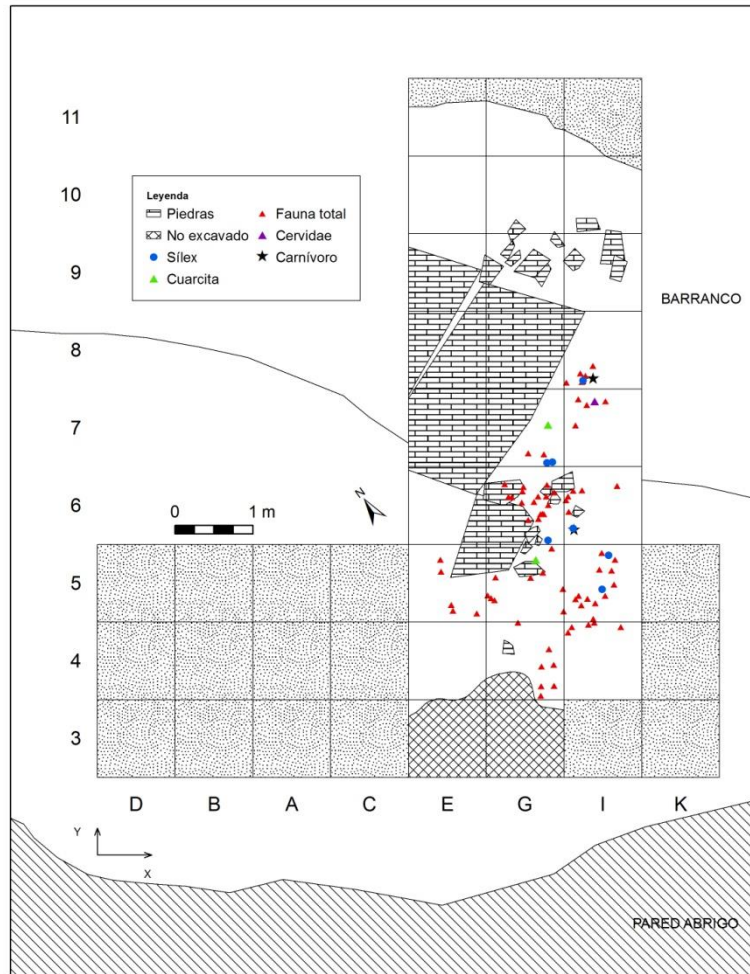 11
10
Leyenda
Piedras
Fauna total
No excavado
Cervidae
Sílex
Carnívoro
Cuarcita
9
BARRANCO
8
7
N
0 1 m
6
5
4
3
D B A C E G I K
Y
X
PARED ABRIGO